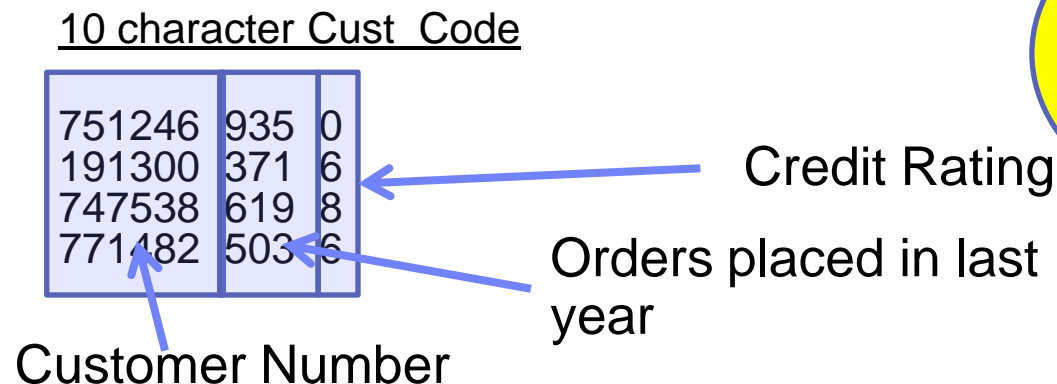 10 character Cust Code
751246 935 0
191300 371 6
747538 619 8
771482 503 6
Credit Rating
Orders placed in last
year
Customer Number